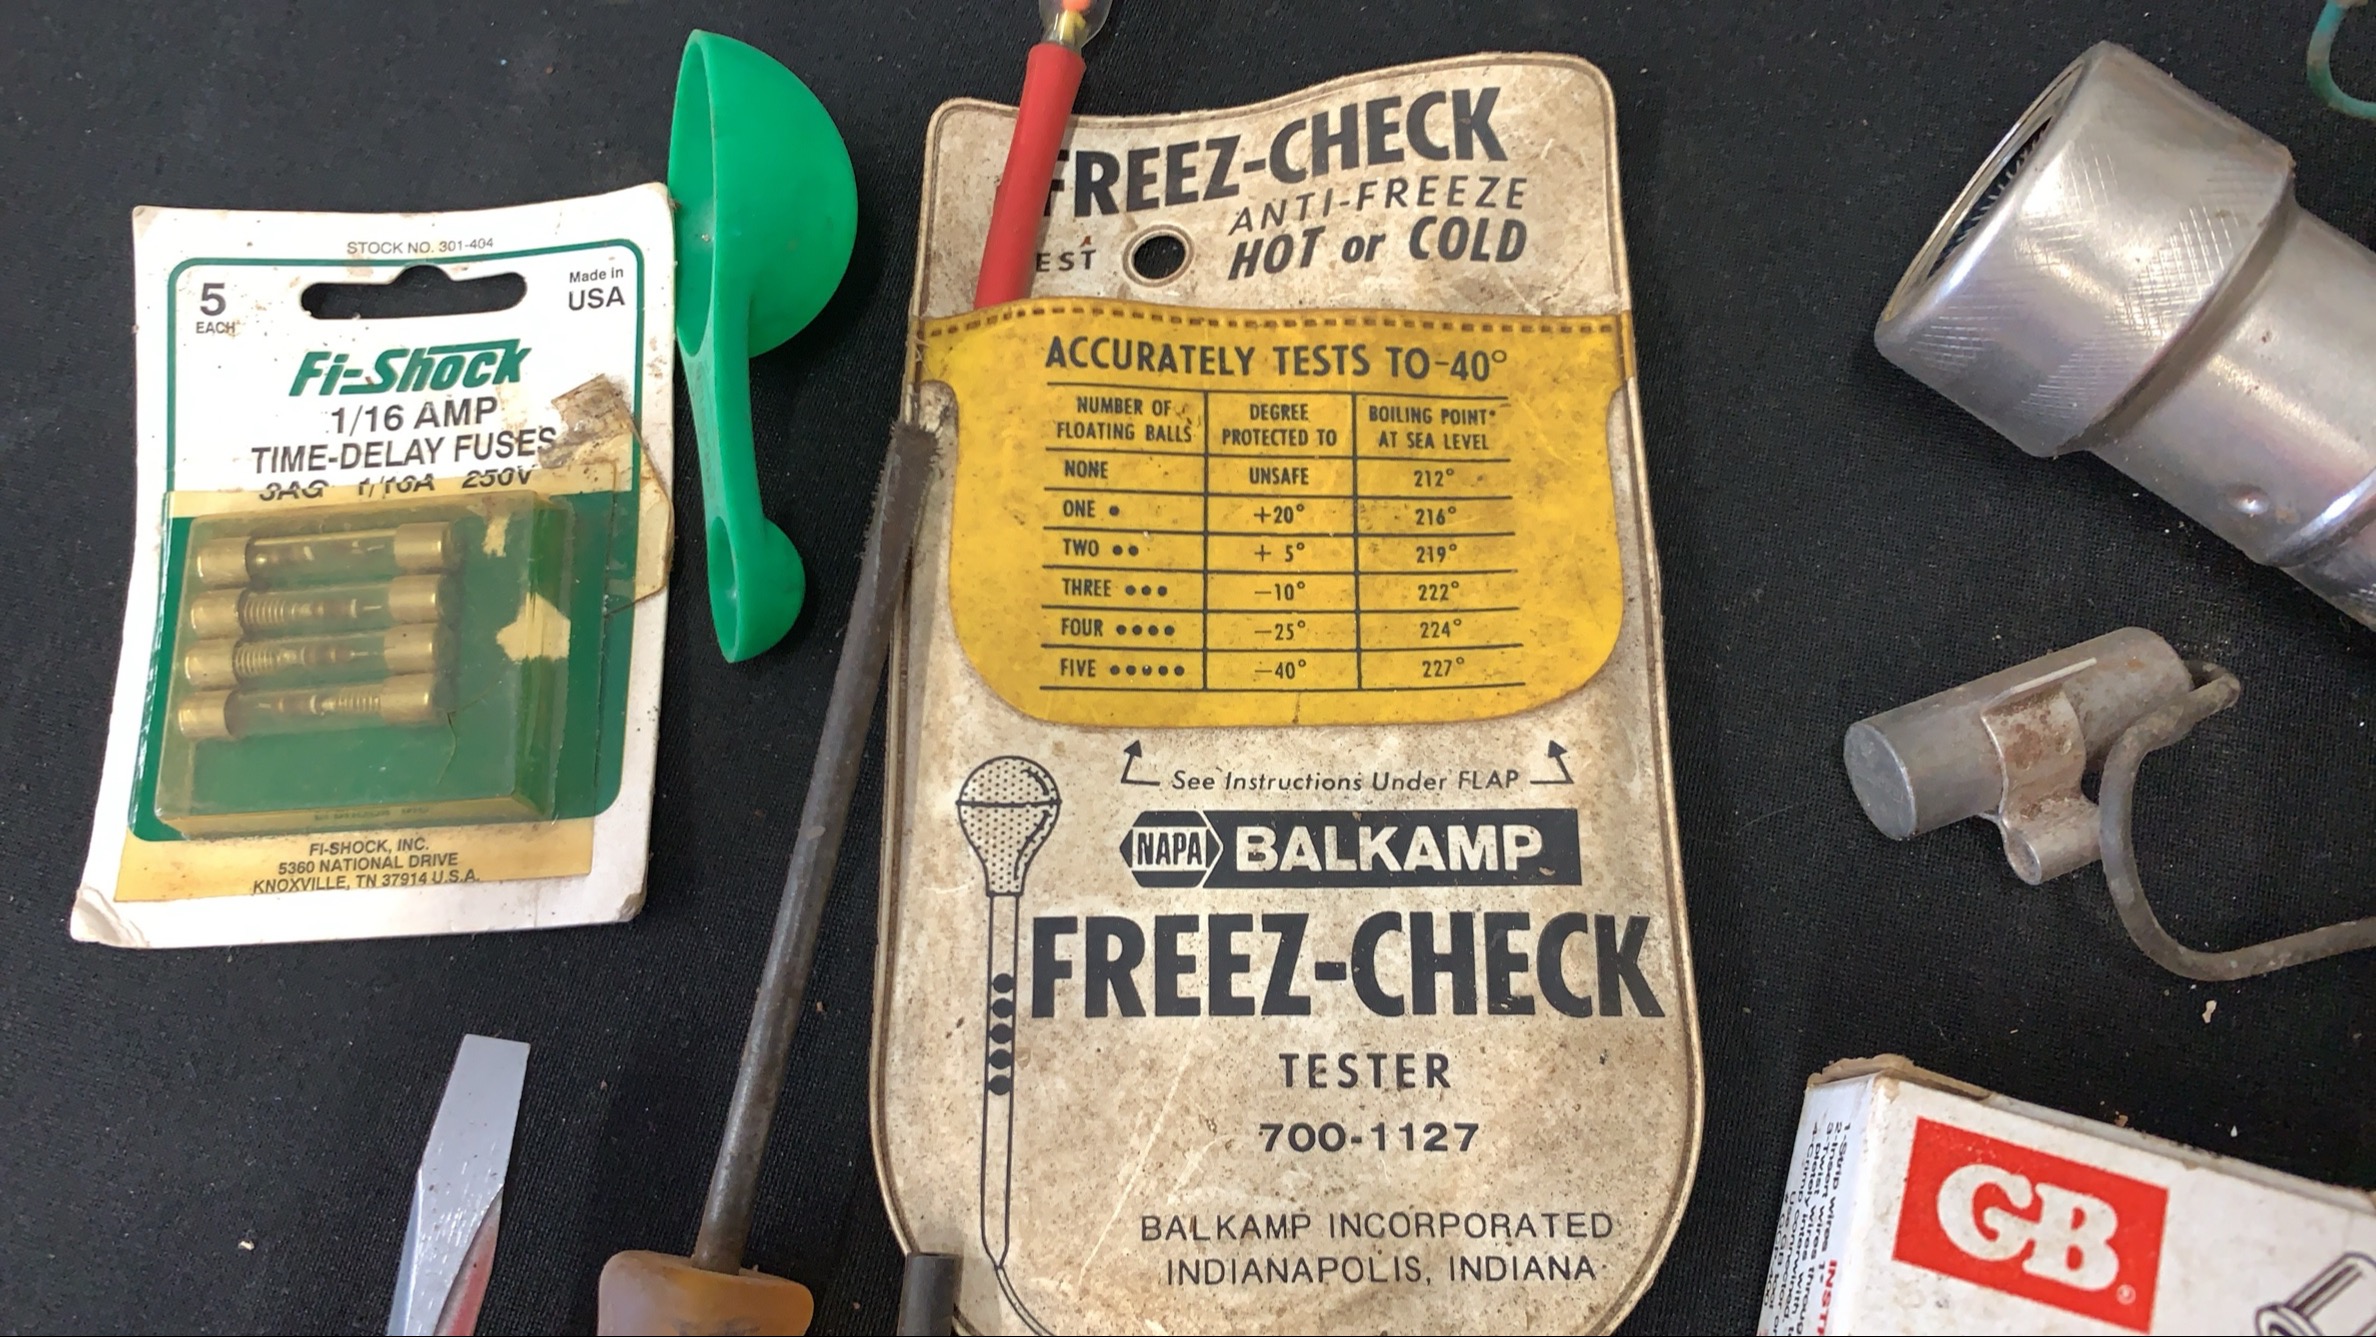 STOCK NO. 301-404
5
EACH
Made in
USA
Fi-Shock
1/16 AMP
TIME-DELAY FUSES
3AG 1/16A 250V
FI-SHOCK, INC.
5360 NATIONAL DRIVE
KNOXVILLE, TN 37914 U.S.A.
FREEZ-CHECK
ANTI-FREEZE
HOT or COLD
ACCURATELY TESTS TO -40°
NUMBER OF FLOATING BALLS DEGREE PROTECTED TO BOILING POINT* AT SEA LEVEL
NONE UNSAFE 212°
ONE • +20° 216°
TWO •• + 5° 219°
THREE ••• -10° 222°
FOUR •••• -25° 224°
FIVE ••••• -40° 227°
See Instructions Under FLAP
NAPA BALKAMP
FREEZ-CHECK
TESTER
700-1127
BALKAMP INCORPORATED
INDIANAPOLIS, INDIANA
GB®